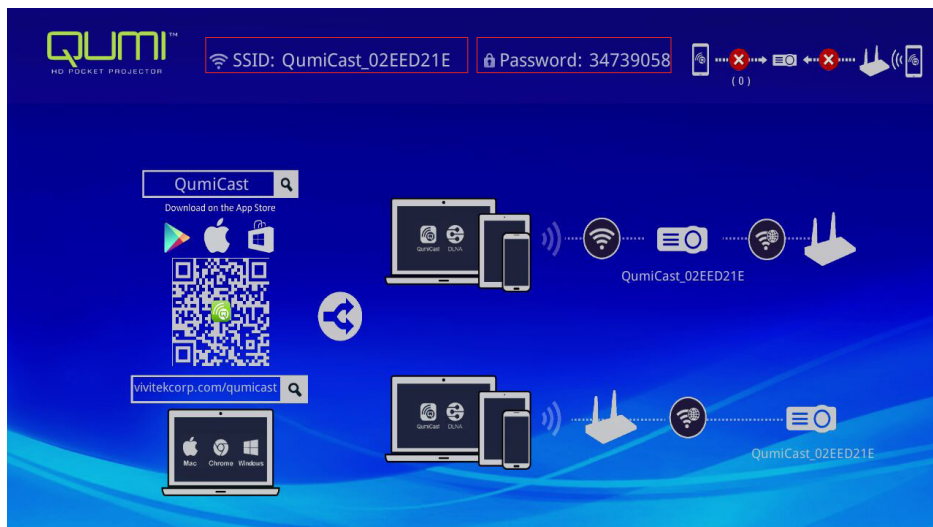 QUMI™
HD POCKET PROJECTOR
SSID: QumiCast_02EED21E
Password: 34739058
( 0 )
QumiCast
Download on the App Store
QumiCast DLNA
QumiCast_02EED21E
vivitekcorp.com/qumicast
Mac Chrome Windows
QumiCast DLNA
QumiCast_02EED21E